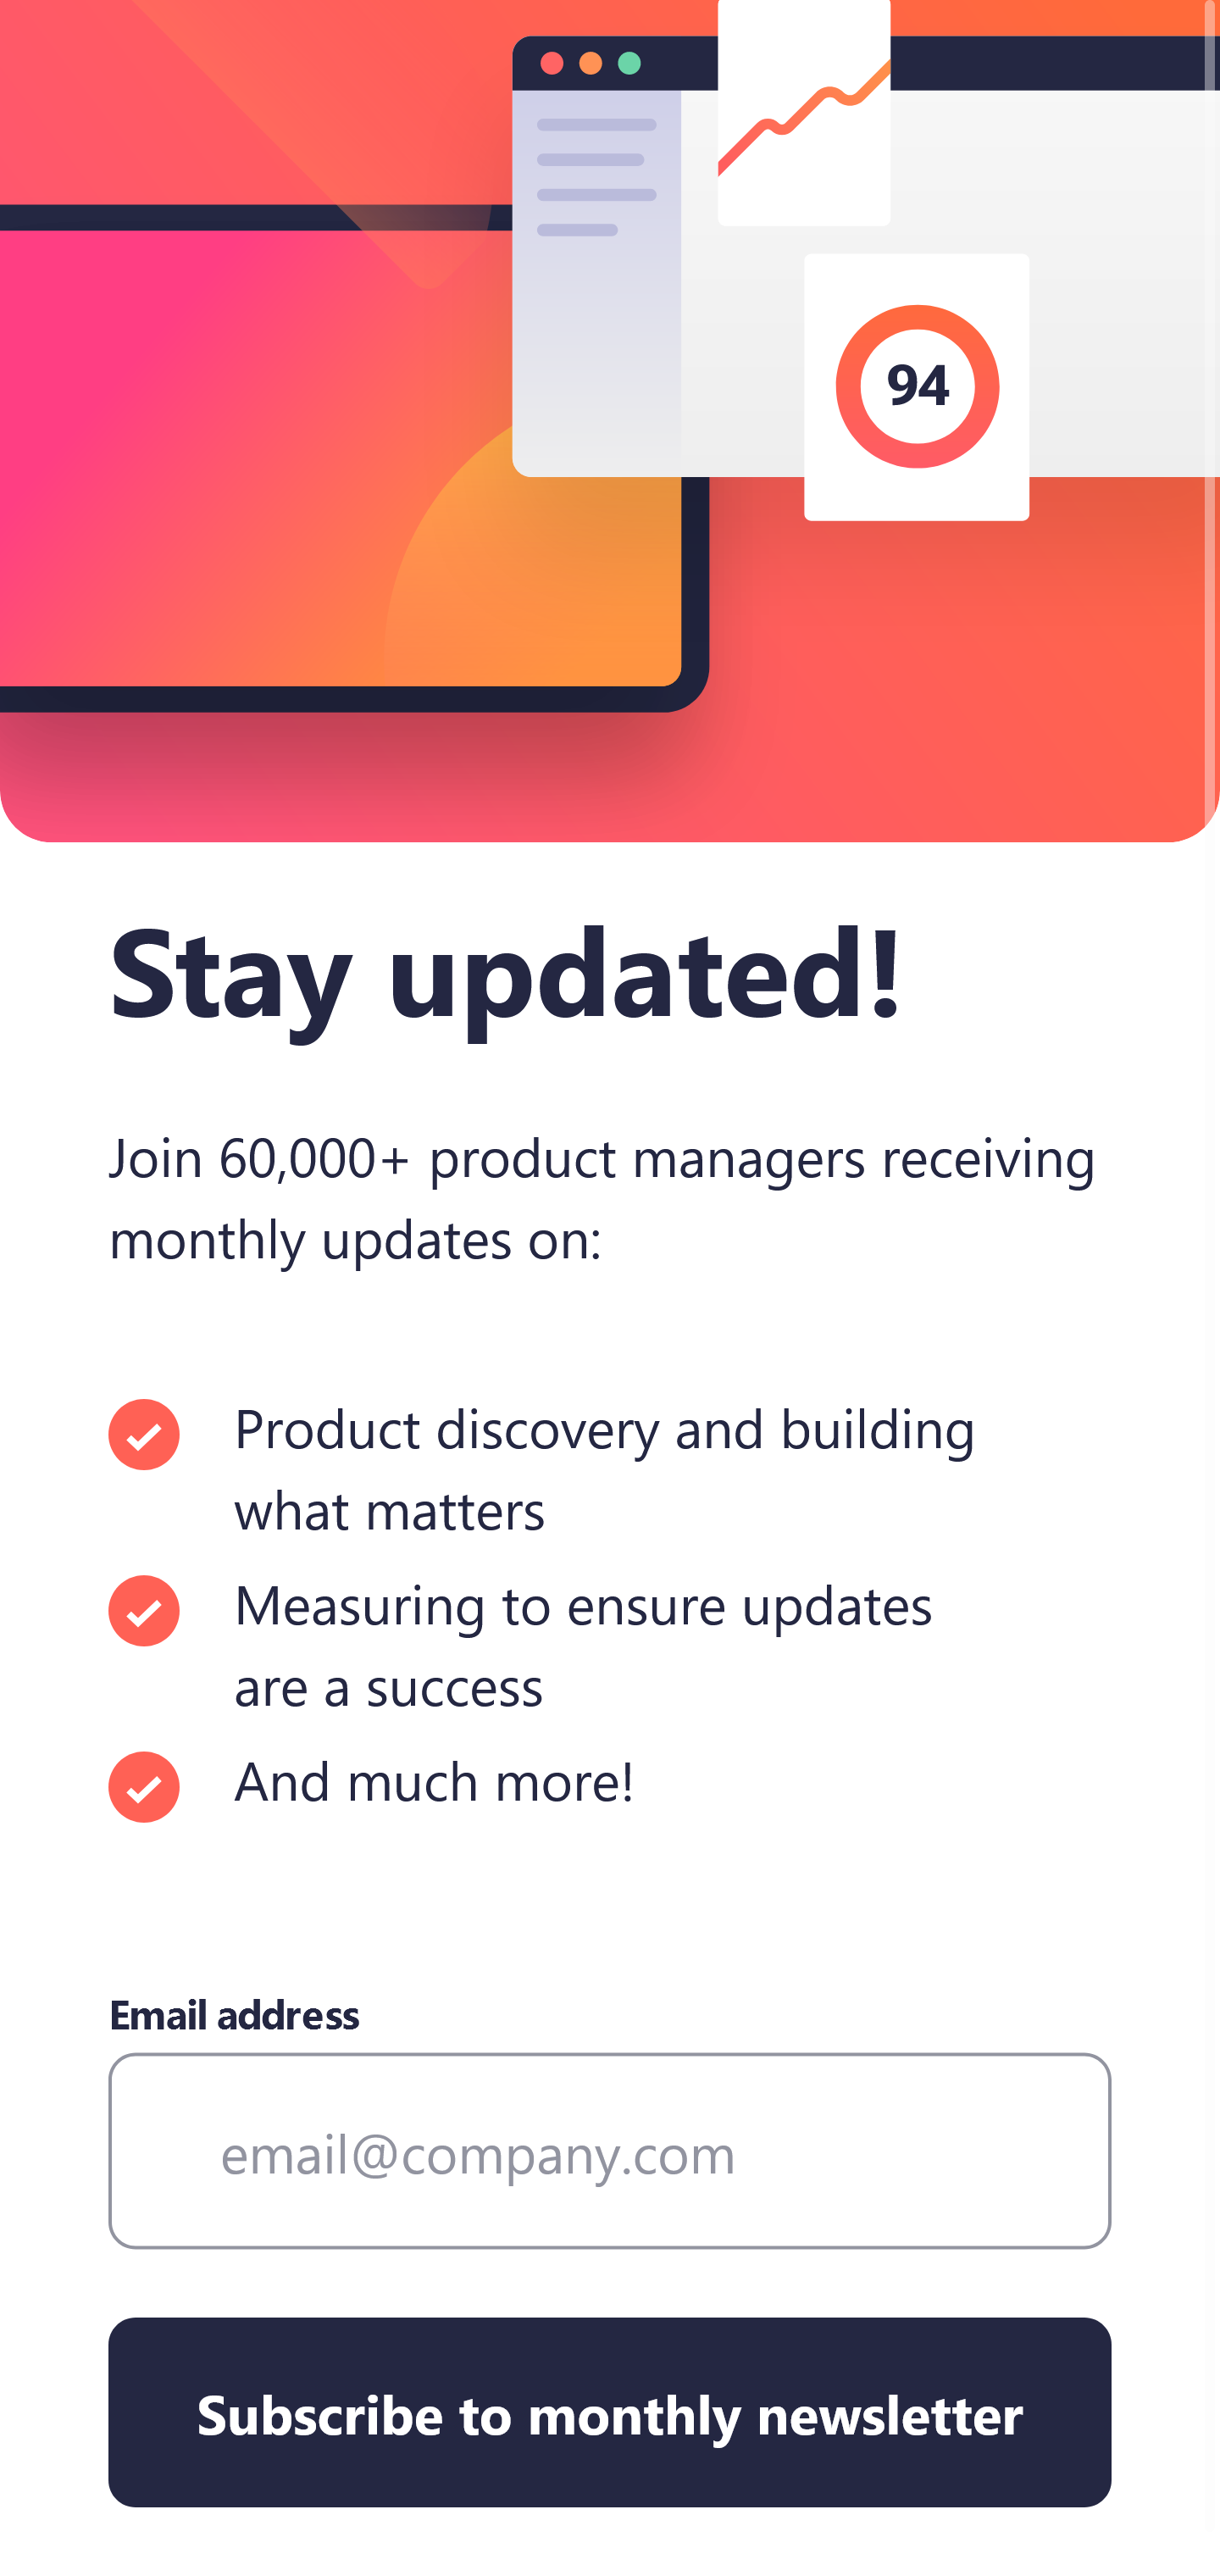 94
Stay updated!
Join 60,000+ product managers receiving
monthly updates on:
Product discovery and building
what matters
Measuring to ensure updates
are a success
And much more!
Email address
email@company.com
Subscribe to monthly newsletter